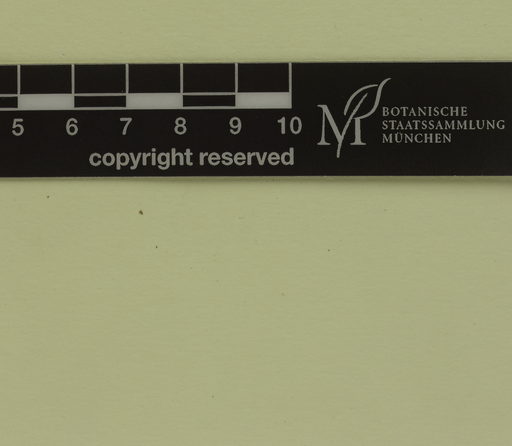 5 6 7 8 9 10
copyright reserved
M
BOTANISCHE
STAATSSAMMLUNG
MÜNCHEN